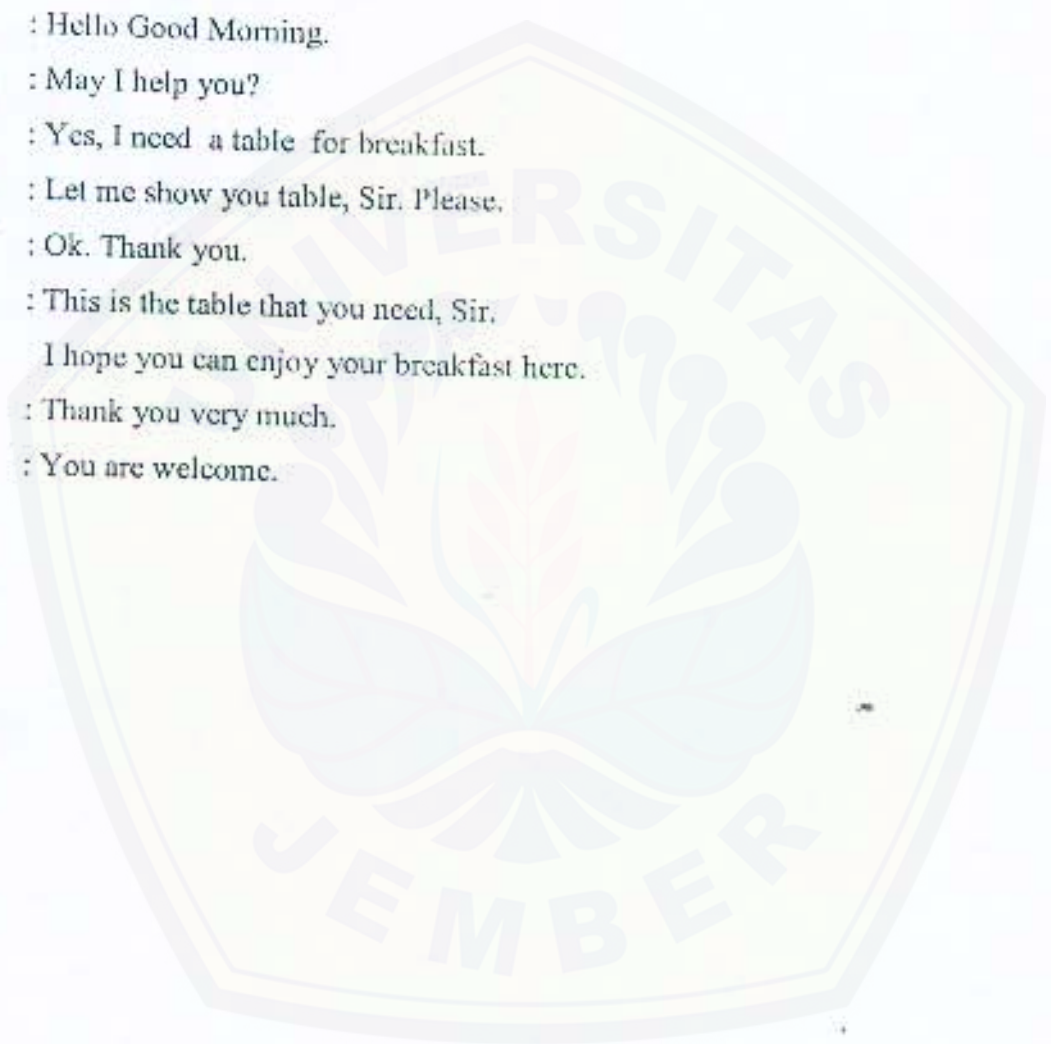 : Hello Good Morning.
: May I help you?
: Yes, I need a table for breakfast.
: Let me show you table, Sir. Please.
: Ok. Thank you.
: This is the table that you need, Sir.
I hope you can enjoy your breakfast here.
: Thank you very much.
: You are welcome.
UNIVERSITAS
JEMBER